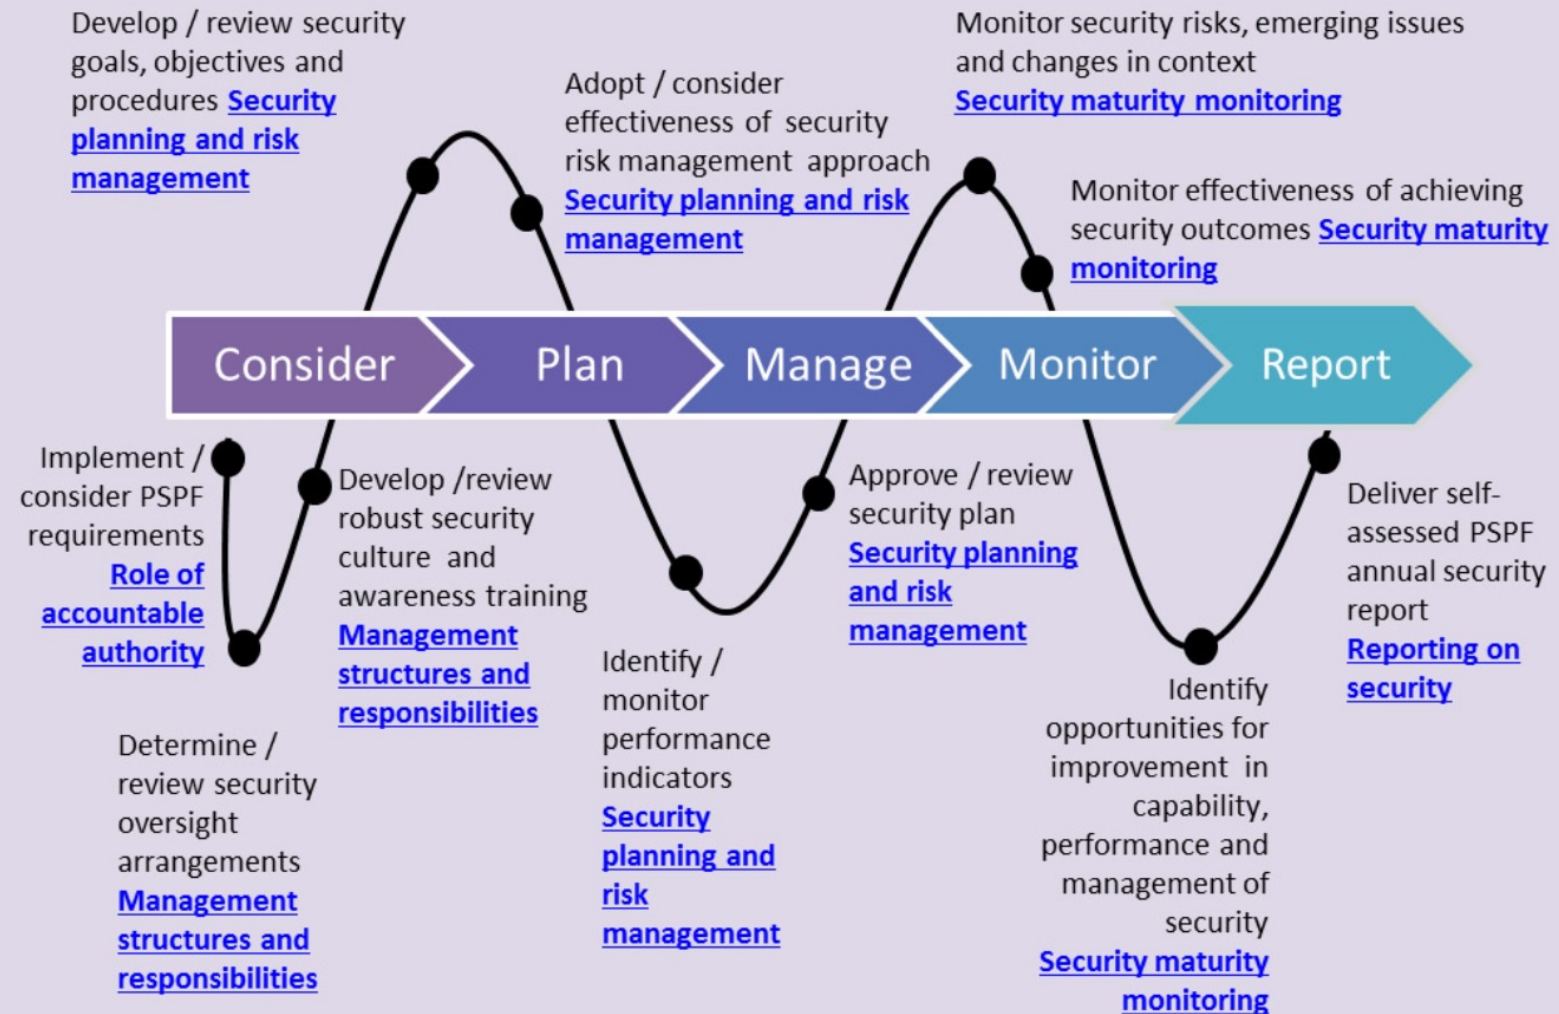 Develop / review security
goals, objectives and
procedures Security
planning and risk
management
Adopt / consider
effectiveness of security
risk management approach
Security planning and risk
management
Monitor security risks, emerging issues
and changes in context
Security maturity monitoring
Monitor effectiveness of achieving
security outcomes Security maturity
monitoring
Consider
Plan
Manage
Monitor
Report
Implement /
consider PSPF
requirements
Role of
accountable
authority
Determine /
review security
oversight
arrangements
Management
structures and
responsibilities
Develop /review
robust security
culture and
awareness training
Management
structures and
responsibilities
Identify /
monitor
performance
indicators
Security
planning and
risk
management
Approve / review
security plan
Security planning
and risk
management
Identify
opportunities for
improvement in
capability,
performance and
management of
security
Security maturity
monitoring
Deliver self-
assessed PSPF
annual security
report
Reporting on
security